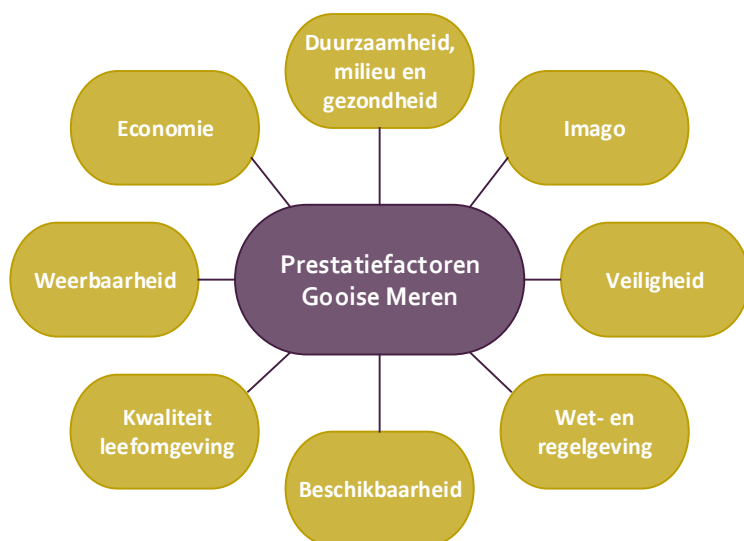 Duurzaamheid,
milieu en
gezondheid
Economie
Imago
Prestatiefactoren
Gooise Meren
Weerbaarheid
Veiligheid
Kwaliteit
leefomgeving
Wet- en
regelgeving
Beschikbaarheid